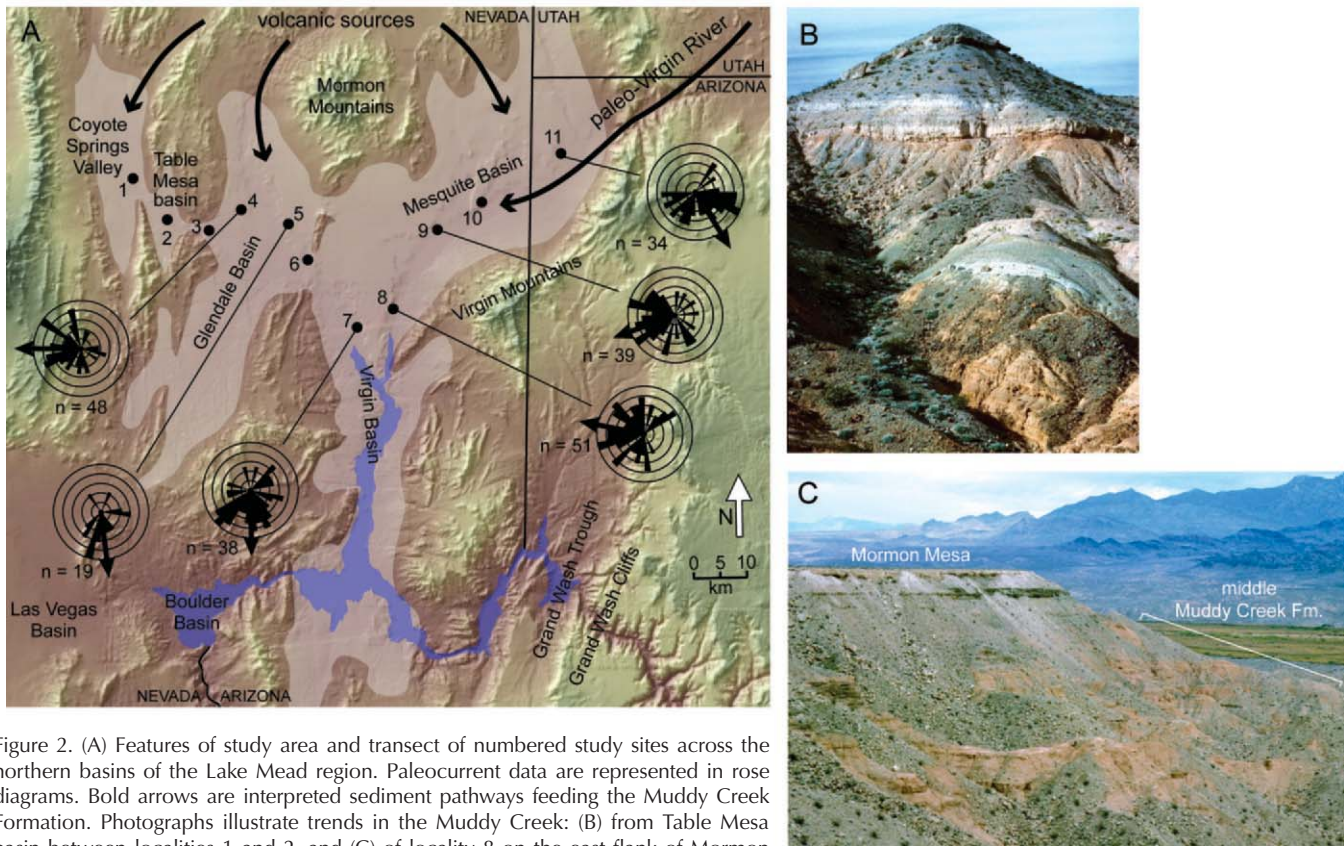 A
volcanic sources
NEVADA
UTAH
UTAH
ARIZONA
paleo-Virgin River
Mormon
Mountains
Coyote
Springs
Valley
1
Table
Mesa
basin
2
3
4
5
6
7
8
9
10
11
Mesquite Basin
Glendale Basin
Virgin Mountains
Virgin Basin
n = 34
n = 39
n = 51
n = 48
n = 19
n = 38
N
0 5 10
km
Las Vegas
Basin
Boulder
Basin
Grand Wash Trough
Grand Wash Cliffs
NEVADA
ARIZONA
B
C
Mormon Mesa
middle
Muddy Creek Fm.
Figure 2. (A) Features of study area and transect of numbered study sites across the
northern basins of the Lake Mead region. Paleocurrent data are represented in rose
diagrams. Bold arrows are interpreted sediment pathways feeding the Muddy Creek
Formation. Photographs illustrate trends in the Muddy Creek: (B) from Table Mesa
basin between localities 1 and 2, and (C) of locality 8 on the east flank of Mormon